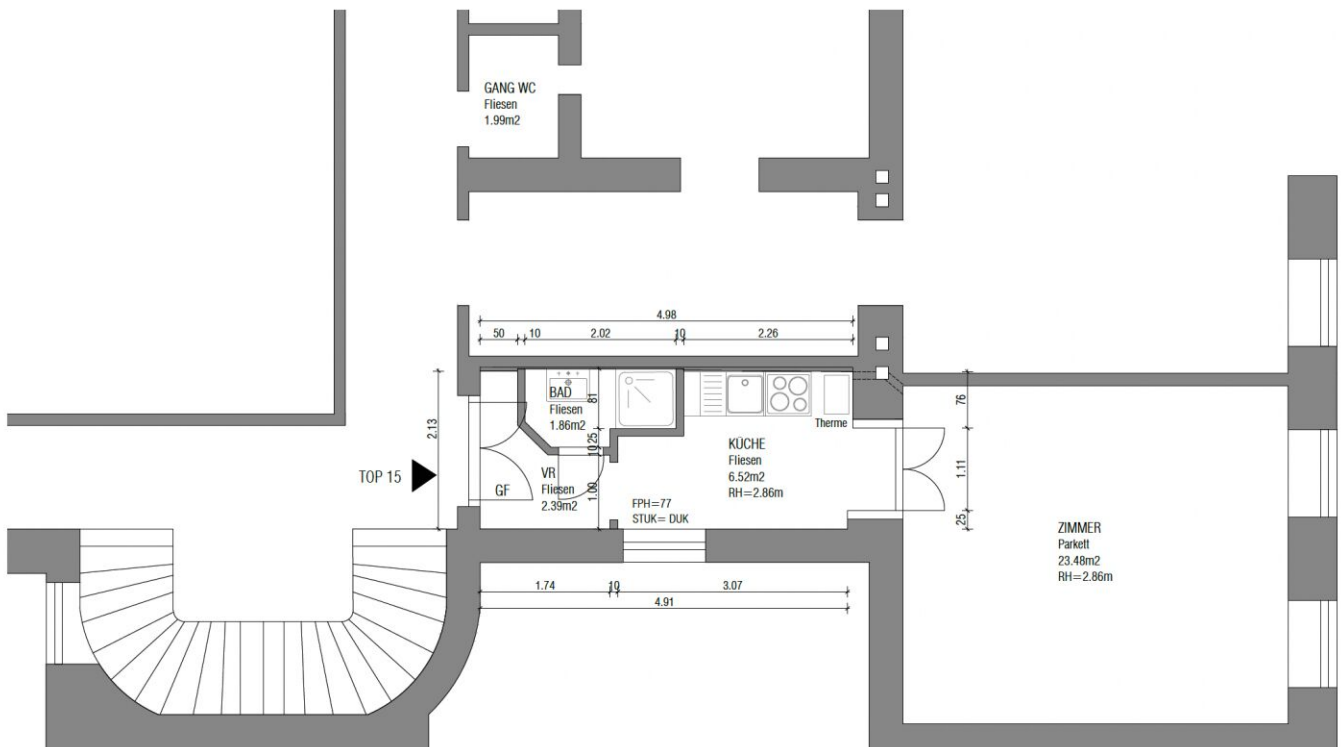 GANG WC
Fliesen
1.99m2
4.98
50
10
2.02
10
2.26
BAD
Fliesen
1.86m2
81
25
10
1.00
2.13
Therme
76
1.11
25
TOP 15
GF
VR
Fliesen
2.39m2
KÜCHE
Fliesen
6.52m2
RH=2.86m
FPH=77
STUK= DUK
ZIMMER
Parkett
23.48m2
RH=2.86m
1.74
10
3.07
4.91